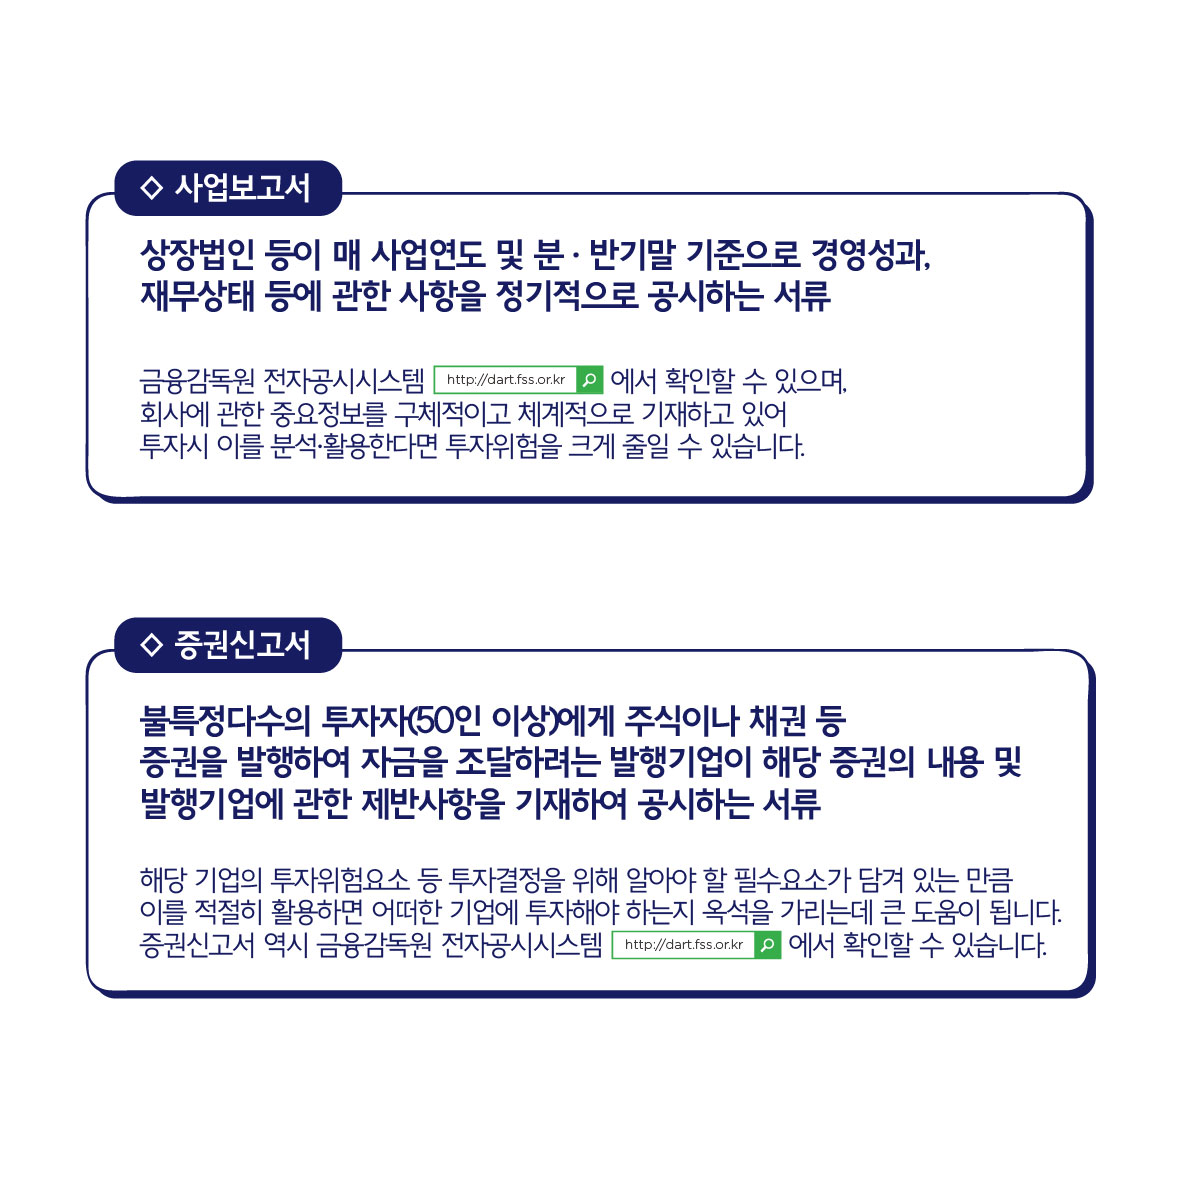 ◇ 사업보고서
상장법인 등이 매 사업연도 및 분 · 반기말 기준으로 경영성과,
재무상태 등에 관한 사항을 정기적으로 공시하는 서류
금융감독원 전자공시시스템 http://dart.fss.or.kr 에서 확인할 수 있으며,
회사에 관한 중요정보를 구체적이고 체계적으로 기재하고 있어
투자시 이를 분석·활용한다면 투자위험을 크게 줄일 수 있습니다.
◇ 증권신고서
불특정다수의 투자자(50인 이상)에게 주식이나 채권 등
증권을 발행하여 자금을 조달하려는 발행기업이 해당 증권의 내용 및
발행기업에 관한 제반사항을 기재하여 공시하는 서류
해당 기업의 투자위험요소 등 투자결정을 위해 알아야 할 필수요소가 담겨 있는 만큼
이를 적절히 활용하면 어떠한 기업에 투자해야 하는지 옥석을 가리는데 큰 도움이 됩니다.
증권신고서 역시 금융감독원 전자공시시스템 http://dart.fss.or.kr 에서 확인할 수 있습니다.